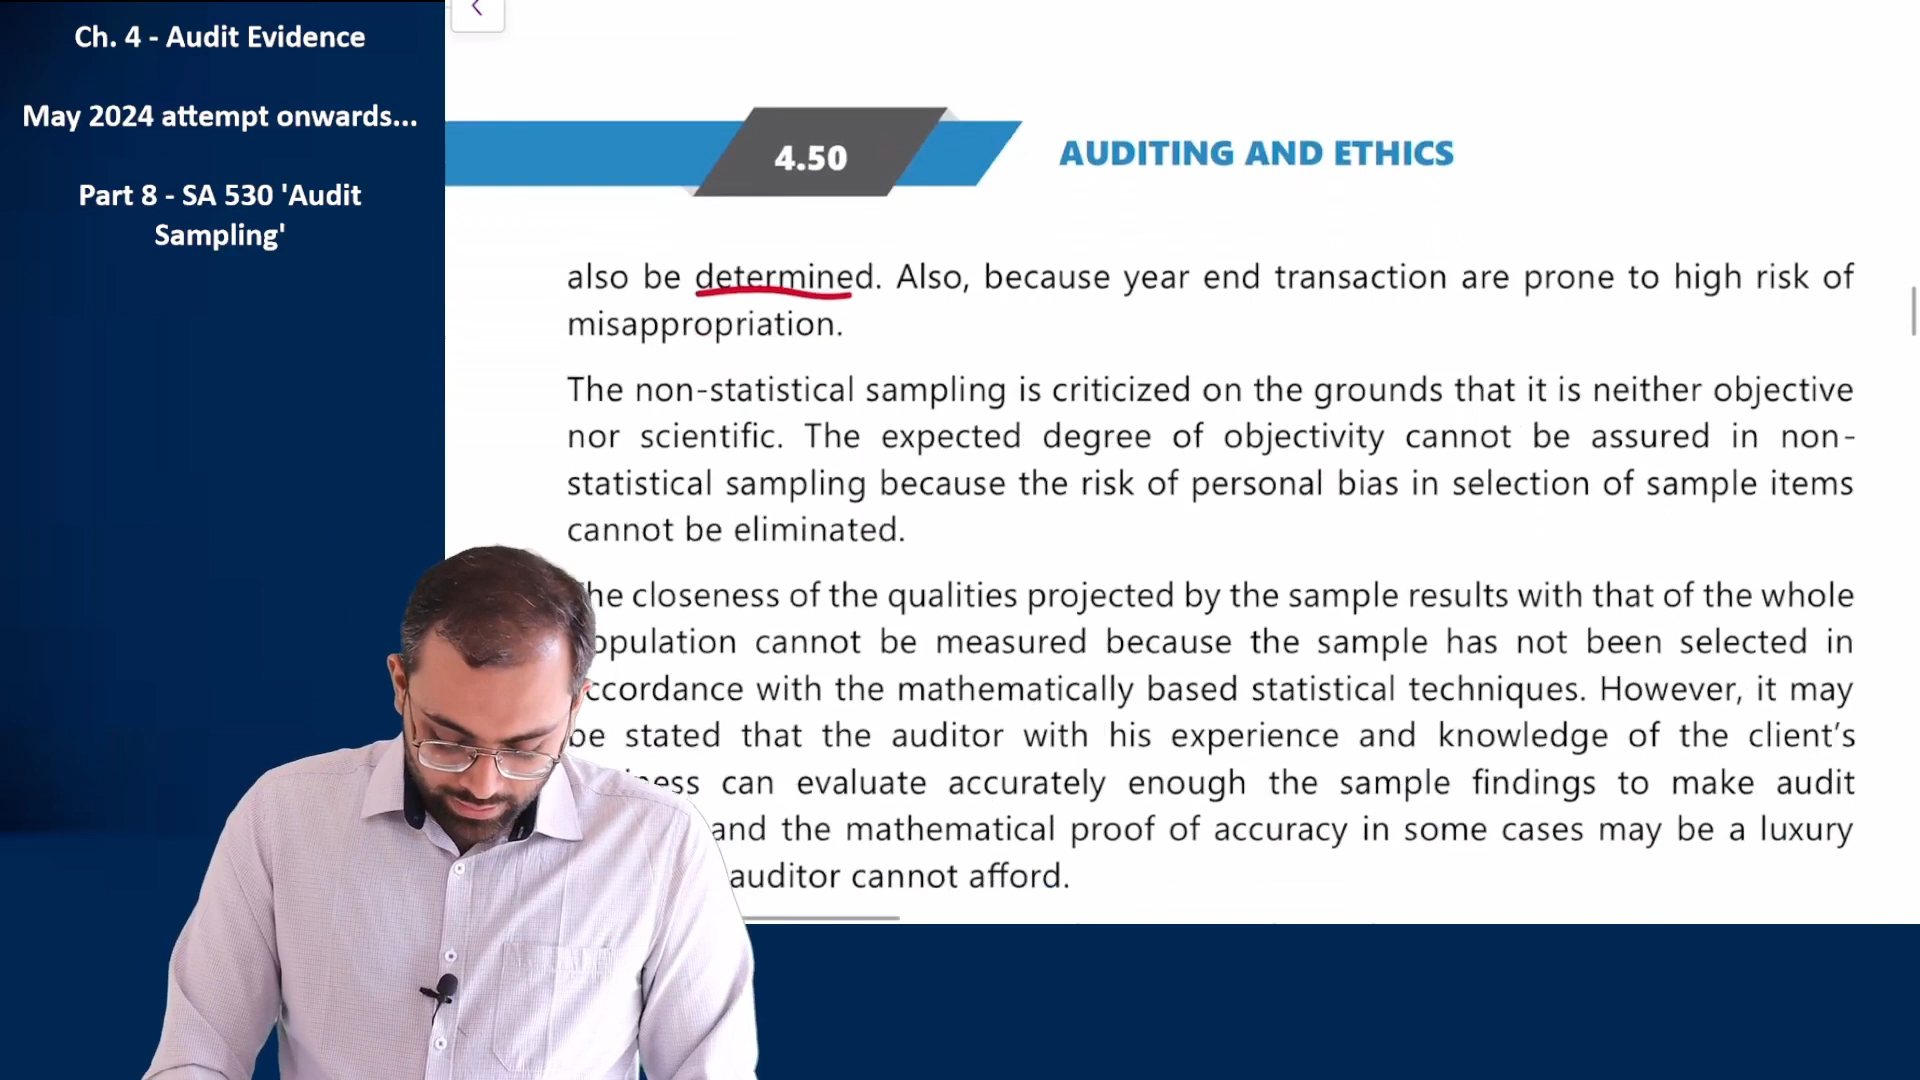 Ch. 4 - Audit Evidence
May 2024 attempt onwards...
Part 8 - SA 530 'Audit
Sampling'
4.50
AUDITING AND ETHICS
also be determined. Also, because year end transaction are prone to high risk of
misappropriation.
The non-statistical sampling is criticized on the grounds that it is neither objective
nor scientific. The expected degree of objectivity cannot be assured in non-
statistical sampling because the risk of personal bias in selection of sample items
cannot be eliminated.
closeness of the qualities projected by the sample results with that of the whole
cannot be measured because the sample has not been selected in
with the mathematically based statistical techniques. However, it may
be stated that the auditor with his experience and knowledge of the client's
can evaluate accurately enough the sample findings to make audit
and the mathematical proof of accuracy in some cases may be a luxury
auditor cannot afford.